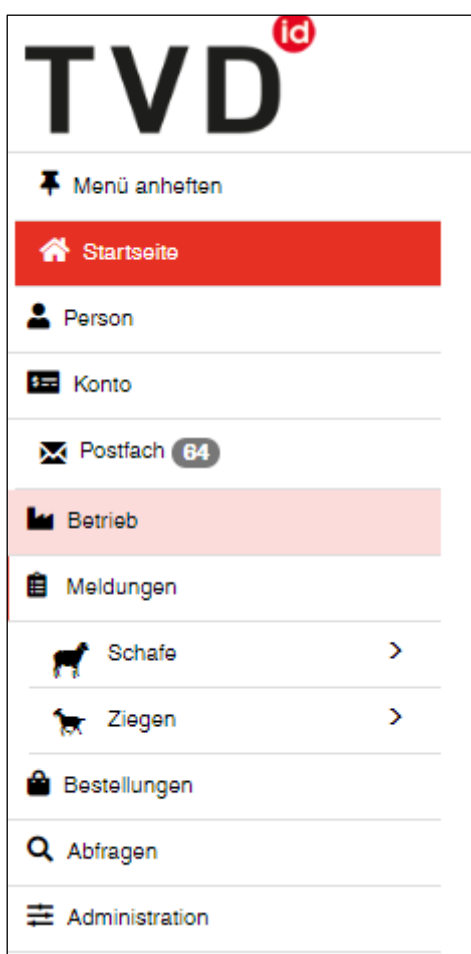 TVD id
Menü anheften
Startseite
Person
Konto
Postfach 64
Betrieb
Meldungen
Schafe
Ziegen
Bestellungen
Abfragen
Administration